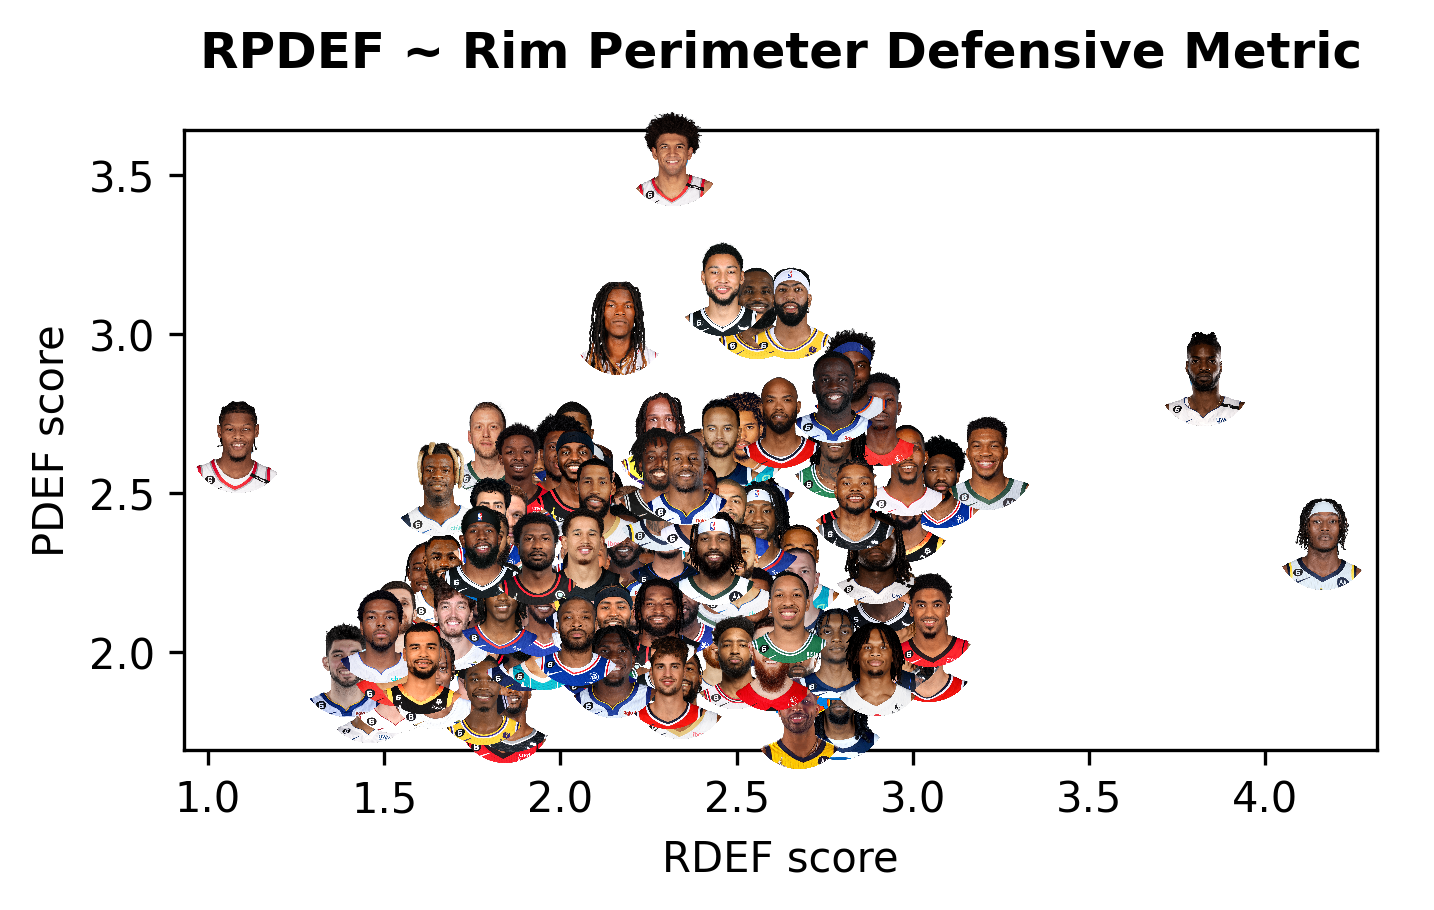 RPDEF ~ Rim Perimeter Defensive Metric
3.5
3.0
2.5
2.0
PDEF score
1.0 1.5 2.0 2.5 3.0 3.5 4.0
RDEF score